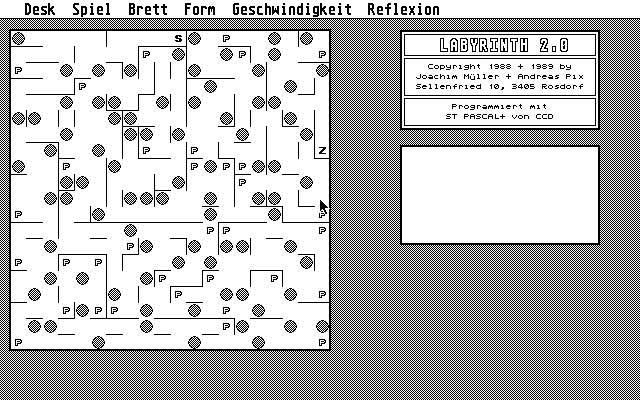 Desk Spiel Brett Form Geschwindigkeit Reflexion
LABYRINTH 2.0
Copyright 1988 + 1989 by
Joachim Müller + Andreas Pix
Sellenfried 10, 3405 Rosdorf
Programmiert mit
ST PASCAL+ von CCD
S P
P P
P
P
P P Z
P P P
P
P P
P P P
P
P P P P
P P P
P P
P P P P P
P
P P